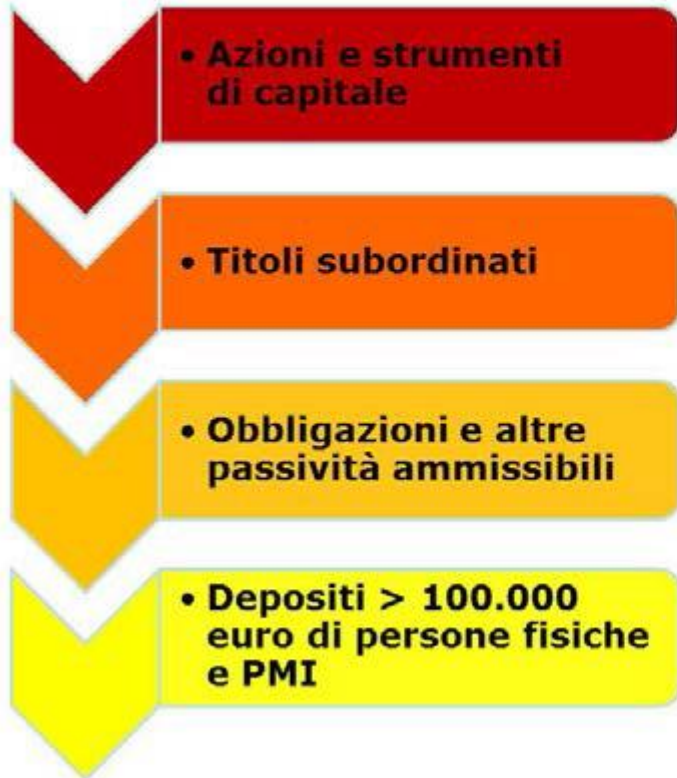 • Azioni e strumenti
di capitale
• Titoli subordinati
• Obbligazioni e altre
passività ammissibili
• Depositi > 100.000
euro di persone fisiche
e PMI